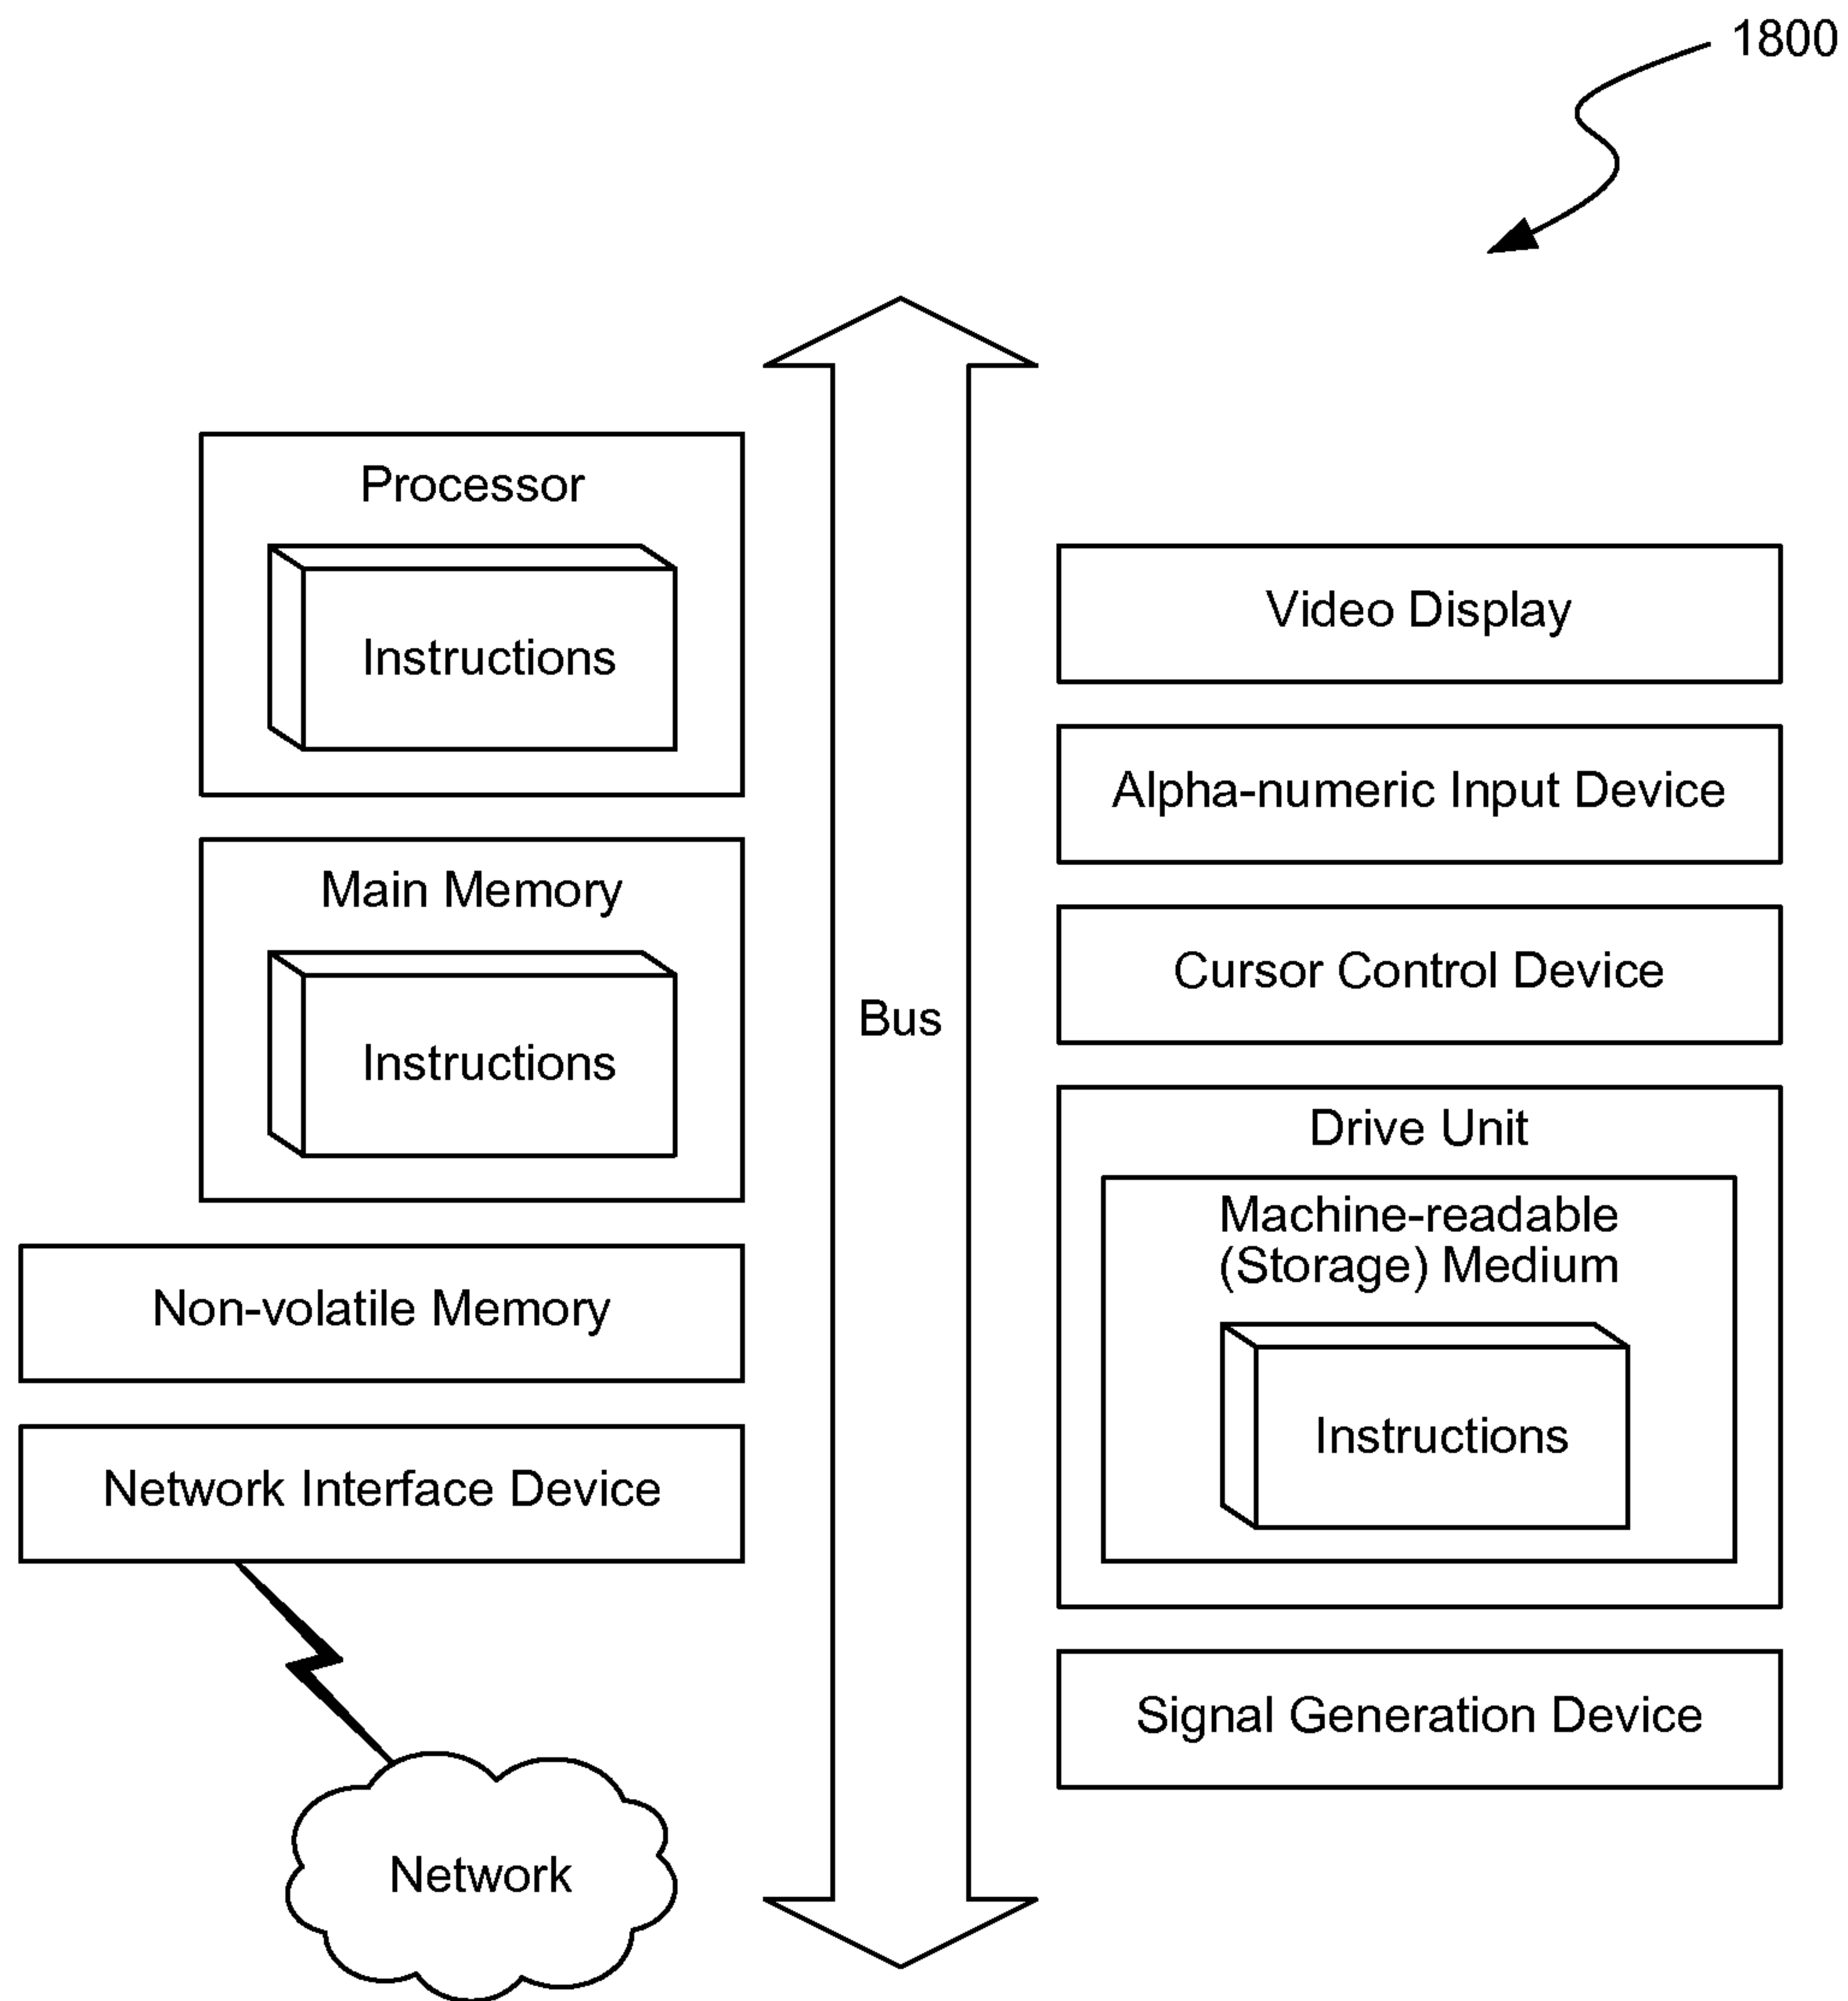 1800
Processor
Instructions
Main Memory
Instructions
Non-volatile Memory
Network Interface Device
Network
Bus
Video Display
Alpha-numeric Input Device
Cursor Control Device
Drive Unit
Machine-readable
(Storage) Medium
Instructions
Signal Generation Device